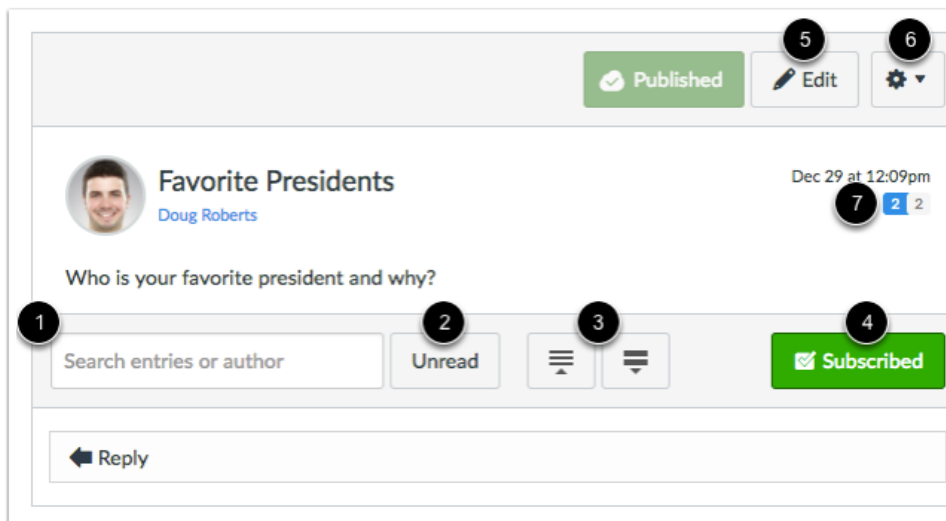 5 6
Published Edit
Favorite Presidents Dec 29 at 12:09pm
Doug Roberts 7 2 2
Who is your favorite president and why?
1 2 3 4
Search entries or author Unread Subscribed
Reply